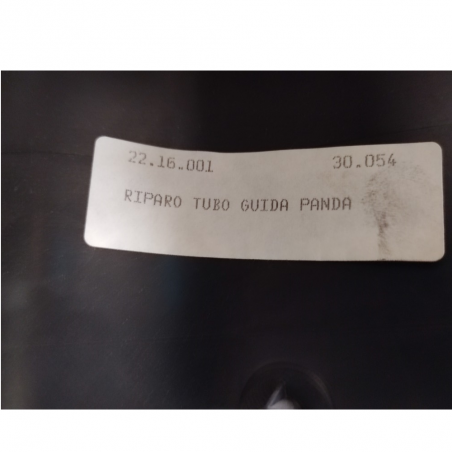 22.16.001 30.054
RIPARO TUBO GUIDA PANDA